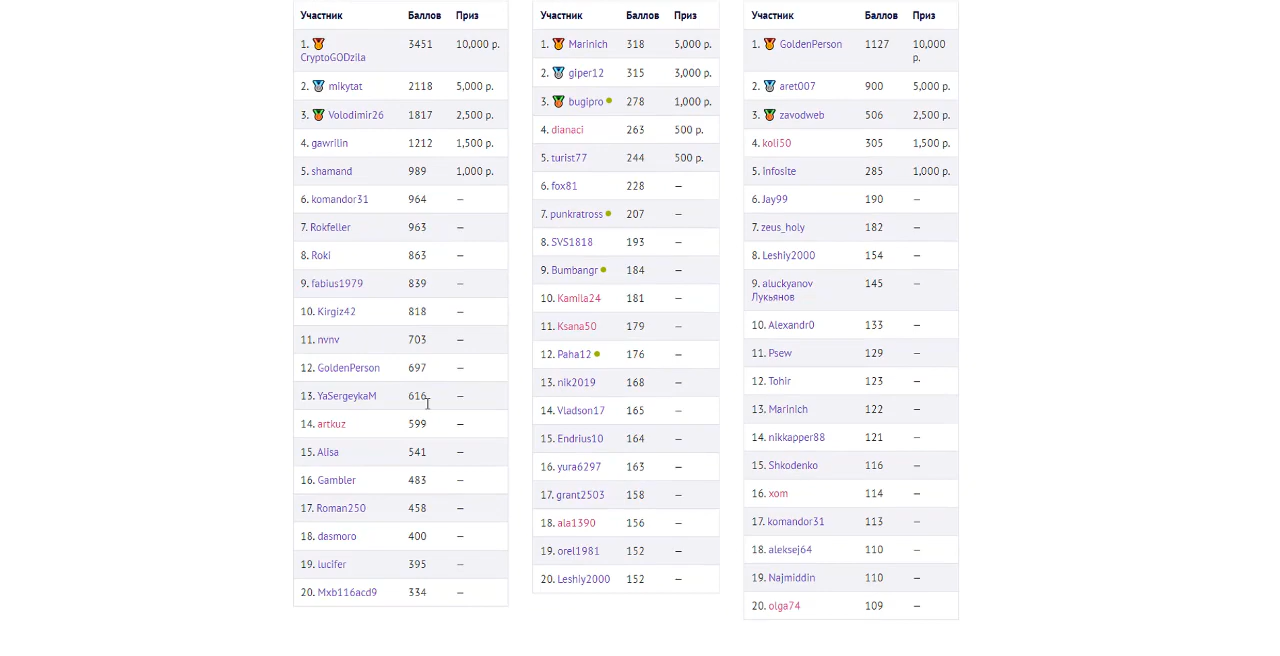 Участник Баллов Приз
1. CryptoGODzila 3451 10,000 р.
2. mikytat 2118 5,000 р.
3. Volodimir26 1817 2,500 р.
4. gawrilin 1212 1,500 р.
5. shamand 989 1,000 р.
6. komandor31 964 –
7. Rokfeller 963 –
8. Roki 863 –
9. fabius1979 839 –
10. Kirgiz42 818 –
11. nvnv 703 –
12. GoldenPerson 697 –
13. YaSergeykaM 616 –
14. artkuz 599 –
15. Alisa 541 –
16. Gambler 483 –
17. Roman250 458 –
18. dasmoro 400 –
19. lucifer 395 –
20. Mxb116acd9 334 –
Участник Баллов Приз
1. Marinich 318 5,000 р.
2. giper12 315 3,000 р.
3. bugipro 278 1,000 р.
4. dianaci 263 500 р.
5. turist77 244 500 р.
6. fox81 228 –
7. punkratross 207 –
8. SVS1818 193 –
9. Bumbangr 184 –
10. Kamila24 181 –
11. Ksana50 179 –
12. Paha12 176 –
13. nik2019 168 –
14. Vladson17 165 –
15. Endrius10 164 –
16. yura6297 163 –
17. grant2503 158 –
18. ala1390 156 –
19. orel1981 152 –
20. Leshiy2000 152 –
Участник Баллов Приз
1. GoldenPerson 1127 10,000
р.
2. aret007 900 5,000 р.
3. zavodweb 506 2,500 р.
4. koli50 305 1,500 р.
5. Infosite 285 1,000 р.
6. Jay99 190 –
7. zeus_holy 182 –
8. Leshiy2000 154 –
9. aluckyanov 145 –
Лукьянов
10. Alexandr0 133 –
11. Psew 129 –
12. Tohir 123 –
13. Marinich 122 –
14. nikkapper88 121 –
15. Shkodenko 116 –
16. xom 114 –
17. komandor31 113 –
18. aleksej64 110 –
19. Najmiddin 110 –
20. olga74 109 –